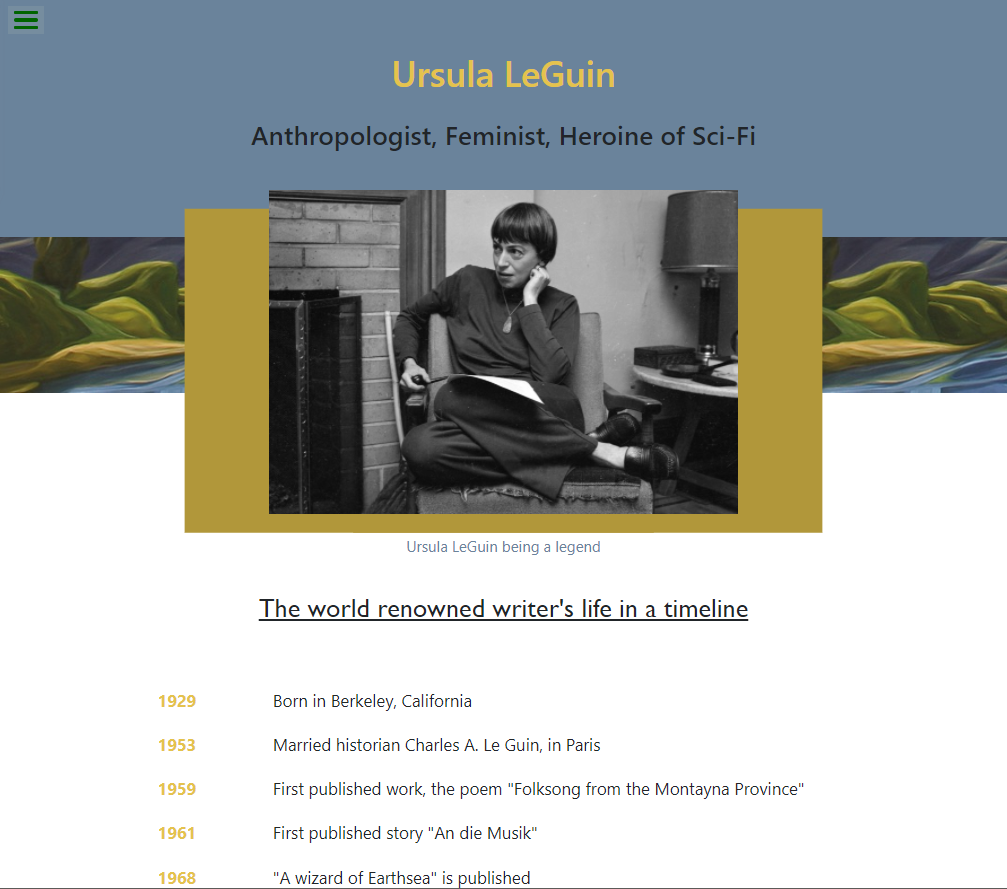 Ursula LeGuin
Anthropologist, Feminist, Heroine of Sci-Fi
Ursula LeGuin being a legend
The world renowned writer's life in a timeline
1929 Born in Berkeley, California
1953 Married historian Charles A. Le Guin, in Paris
1959 First published work, the poem "Folksong from the Montayna Province"
1961 First published story "An die Musik"
1968 "A wizard of Earthsea" is published